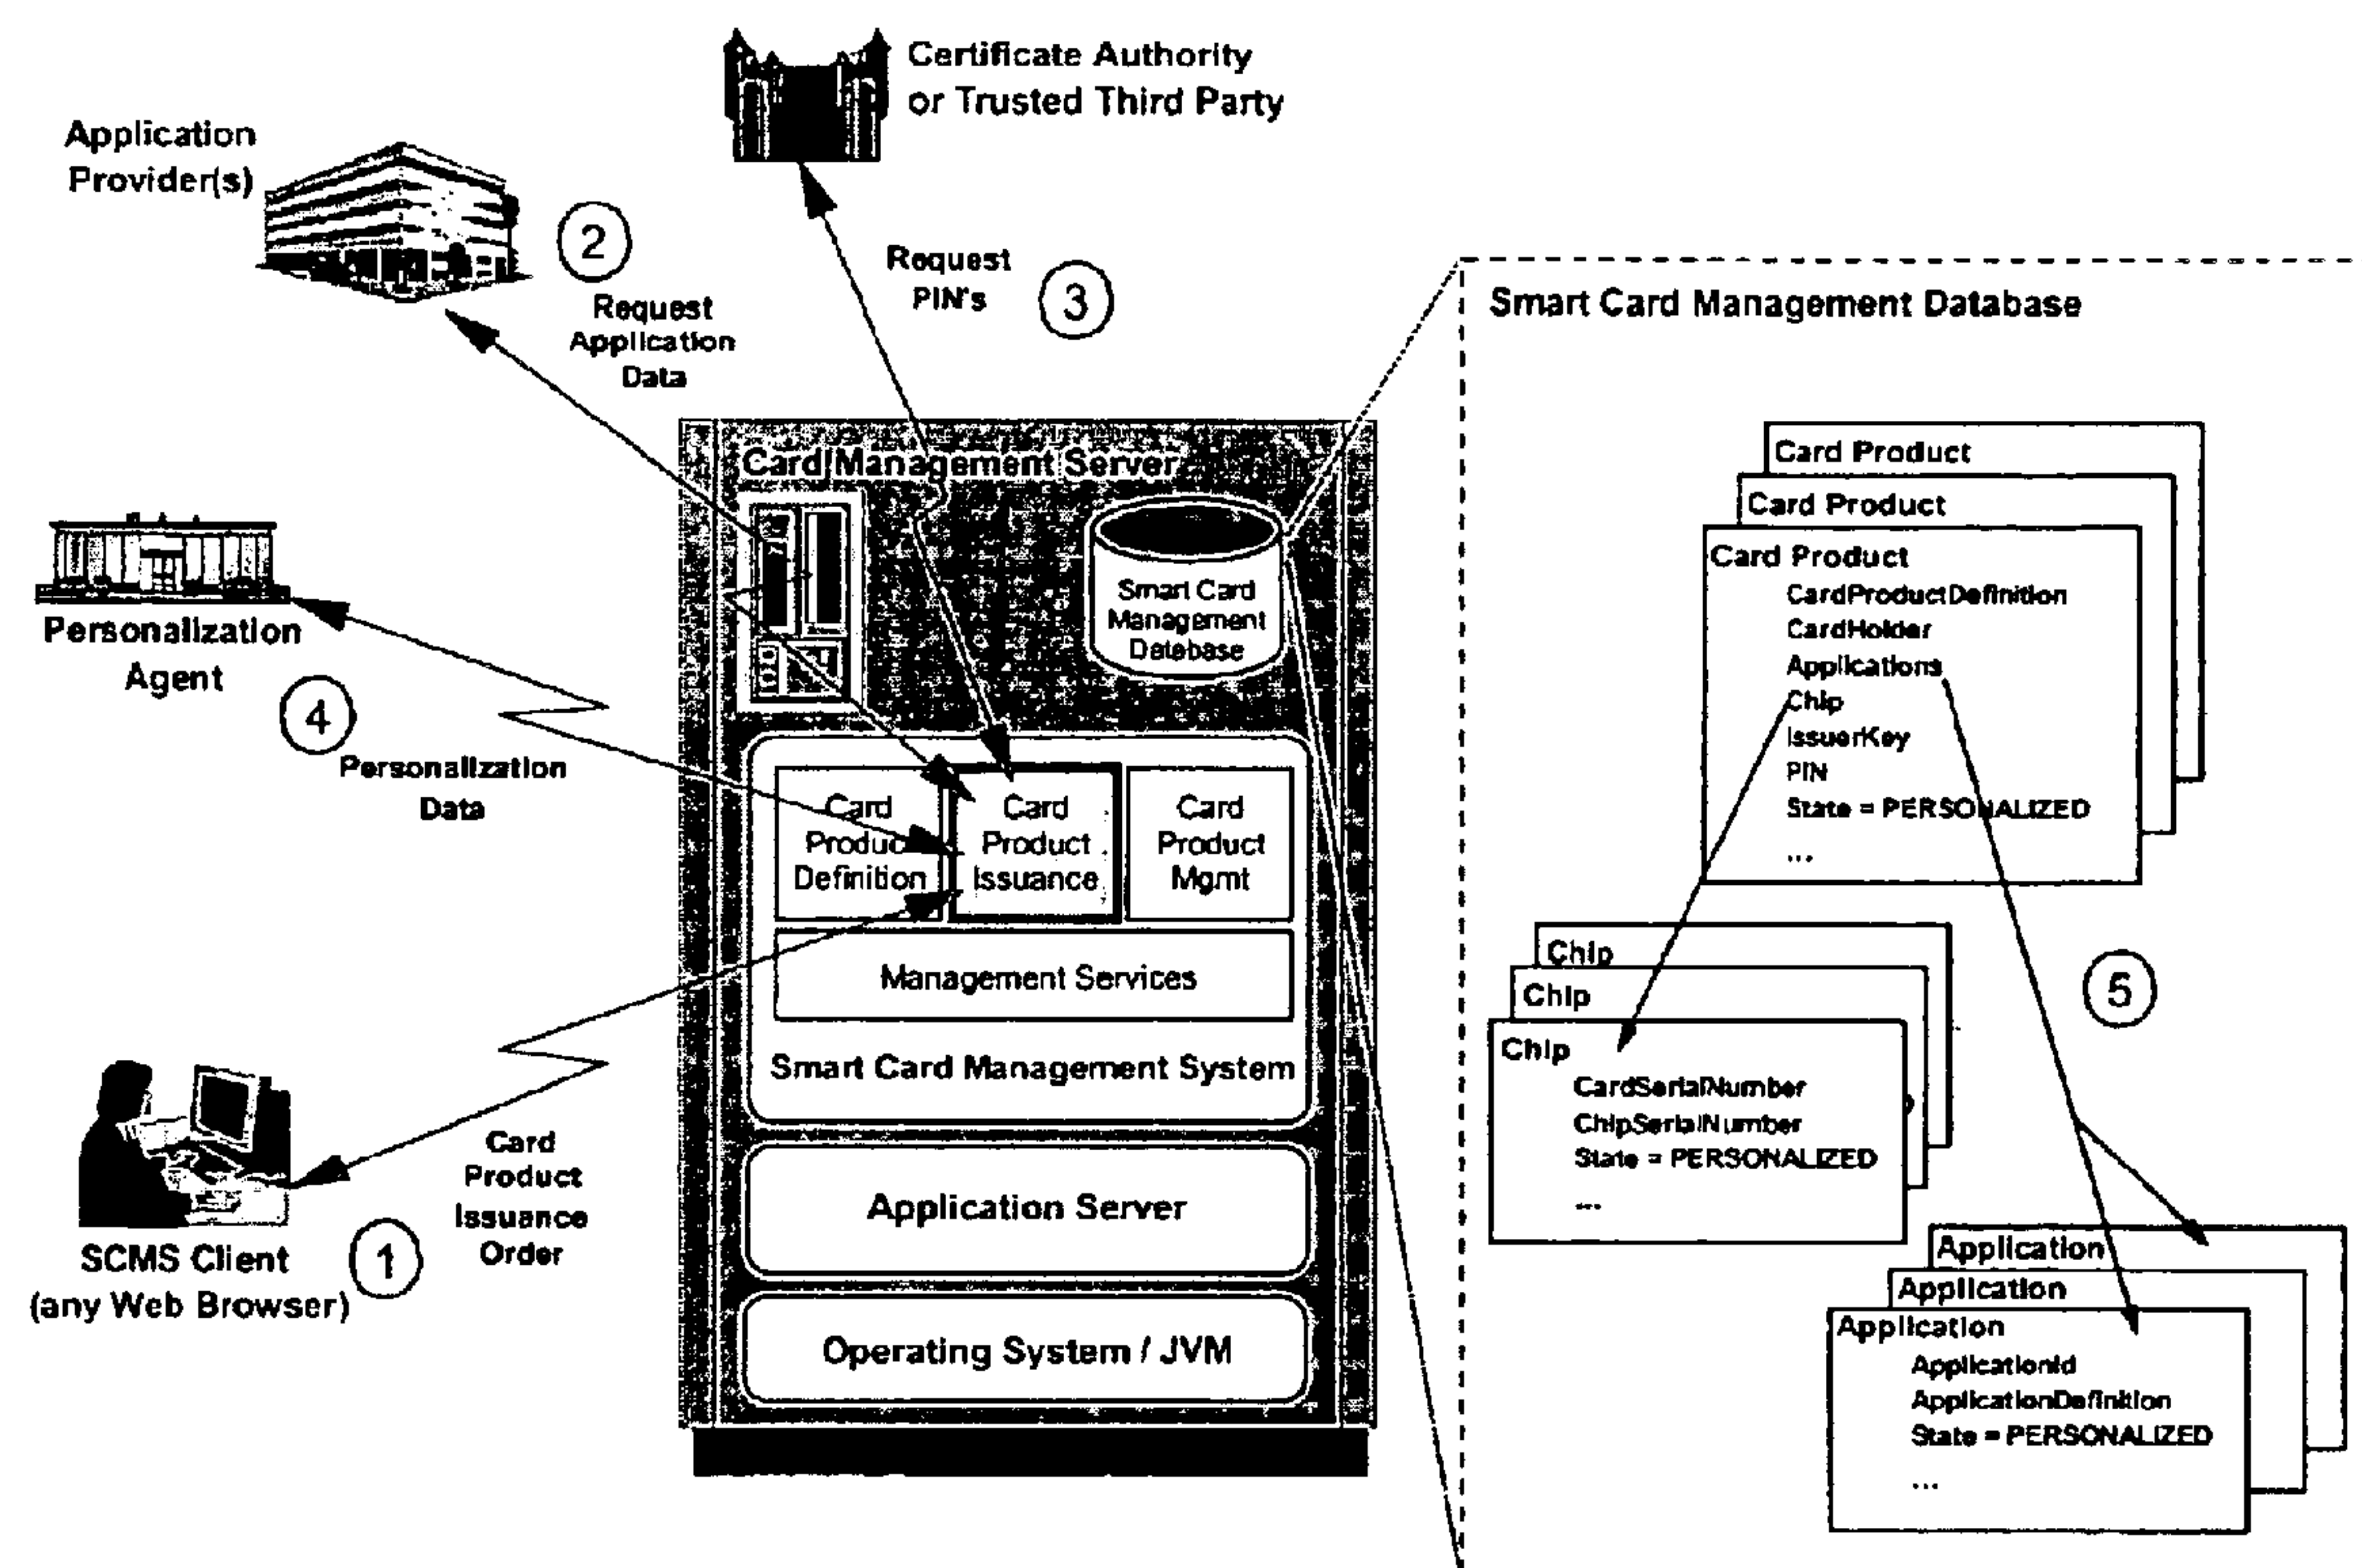 Certificate Authority
or Trusted Third Party
Application
Provider(s)
2
Request
Application
Data
Request
PIN's
3
Personalization
Agent
4
Personalization
Data
SCMS Client
(any Web Browser)
1
Card
Product
Issuance
Order
Card Management Server
Smart Card
Management
Database
Card
Product
Definition
Card
Product
Issuance
Card
Product
Mgmt
Management Services
Smart Card Management System
Application Server
Operating System / JVM
Smart Card Management Database
Card Product
Card Product
Card Product
CardProductDefinition
CardHolder
Applications
Chip
IssuerKey
PIN
State = PERSONALIZED
...
Chip
Chip
Chip
CardSerialNumber
ChipSerialNumber
State = PERSONALIZED
...
5
Application
Application
Application
ApplicationId
ApplicationDefinition
State = PERSONALIZED
...